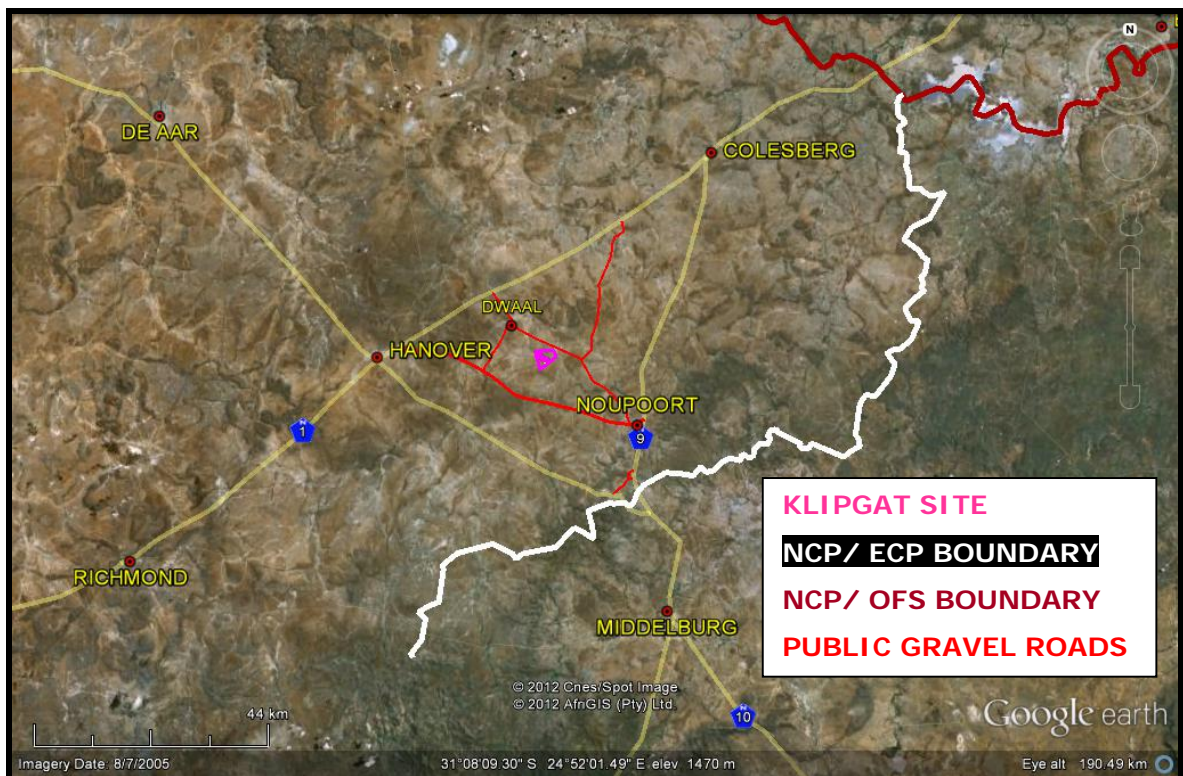 N
DE AAR
COLESBERG
DWAAL
HANOVER
NOUPOORT
N
1
9
RICHMOND
MIDDELBURG
N
10
KLIPGAT SITE
NCP/ ECP BOUNDARY
NCP/ OFS BOUNDARY
PUBLIC GRAVEL ROADS
© 2012 Cnes/Spot Image
© 2012 AfriGIS (Pty) Ltd.
44 km
Google earth
Imagery Date: 8/7/2005
31°08'09.30" S 24°52'01.49" E elev 1470 m
Eye alt 190.49 km